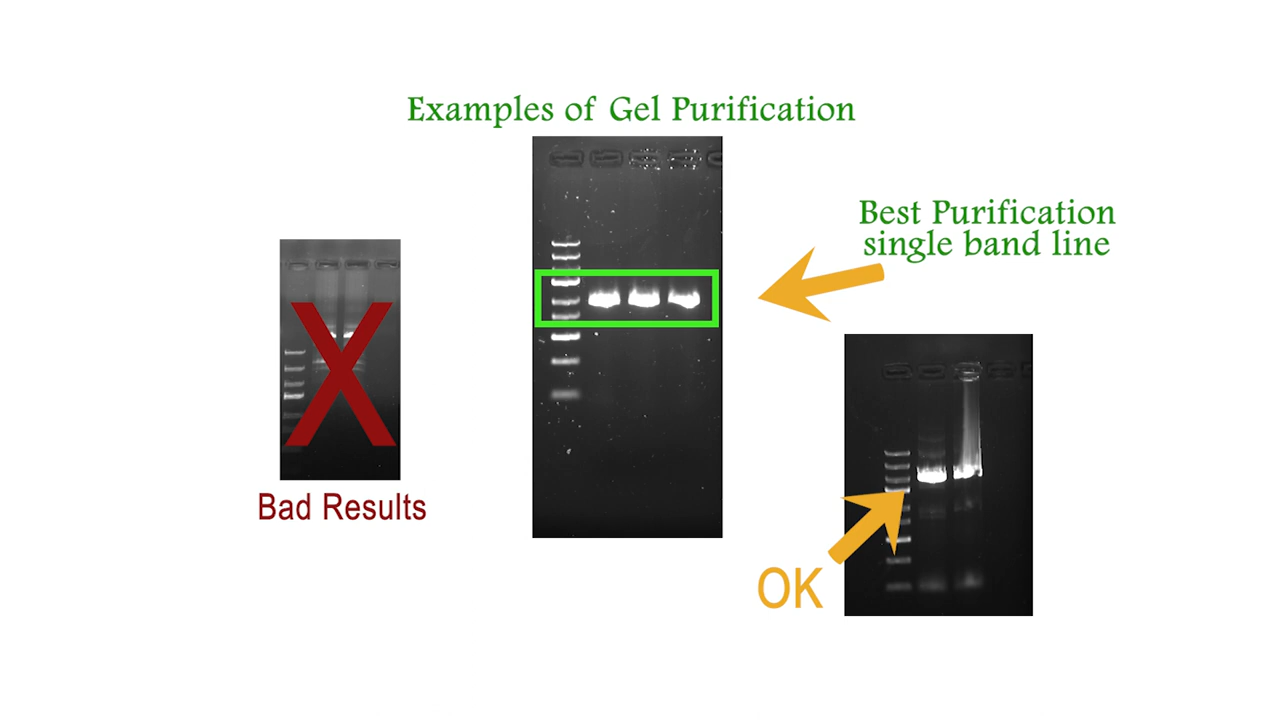 Examples of Gel Purification
Best Purification
single band line
X
Bad Results
OK